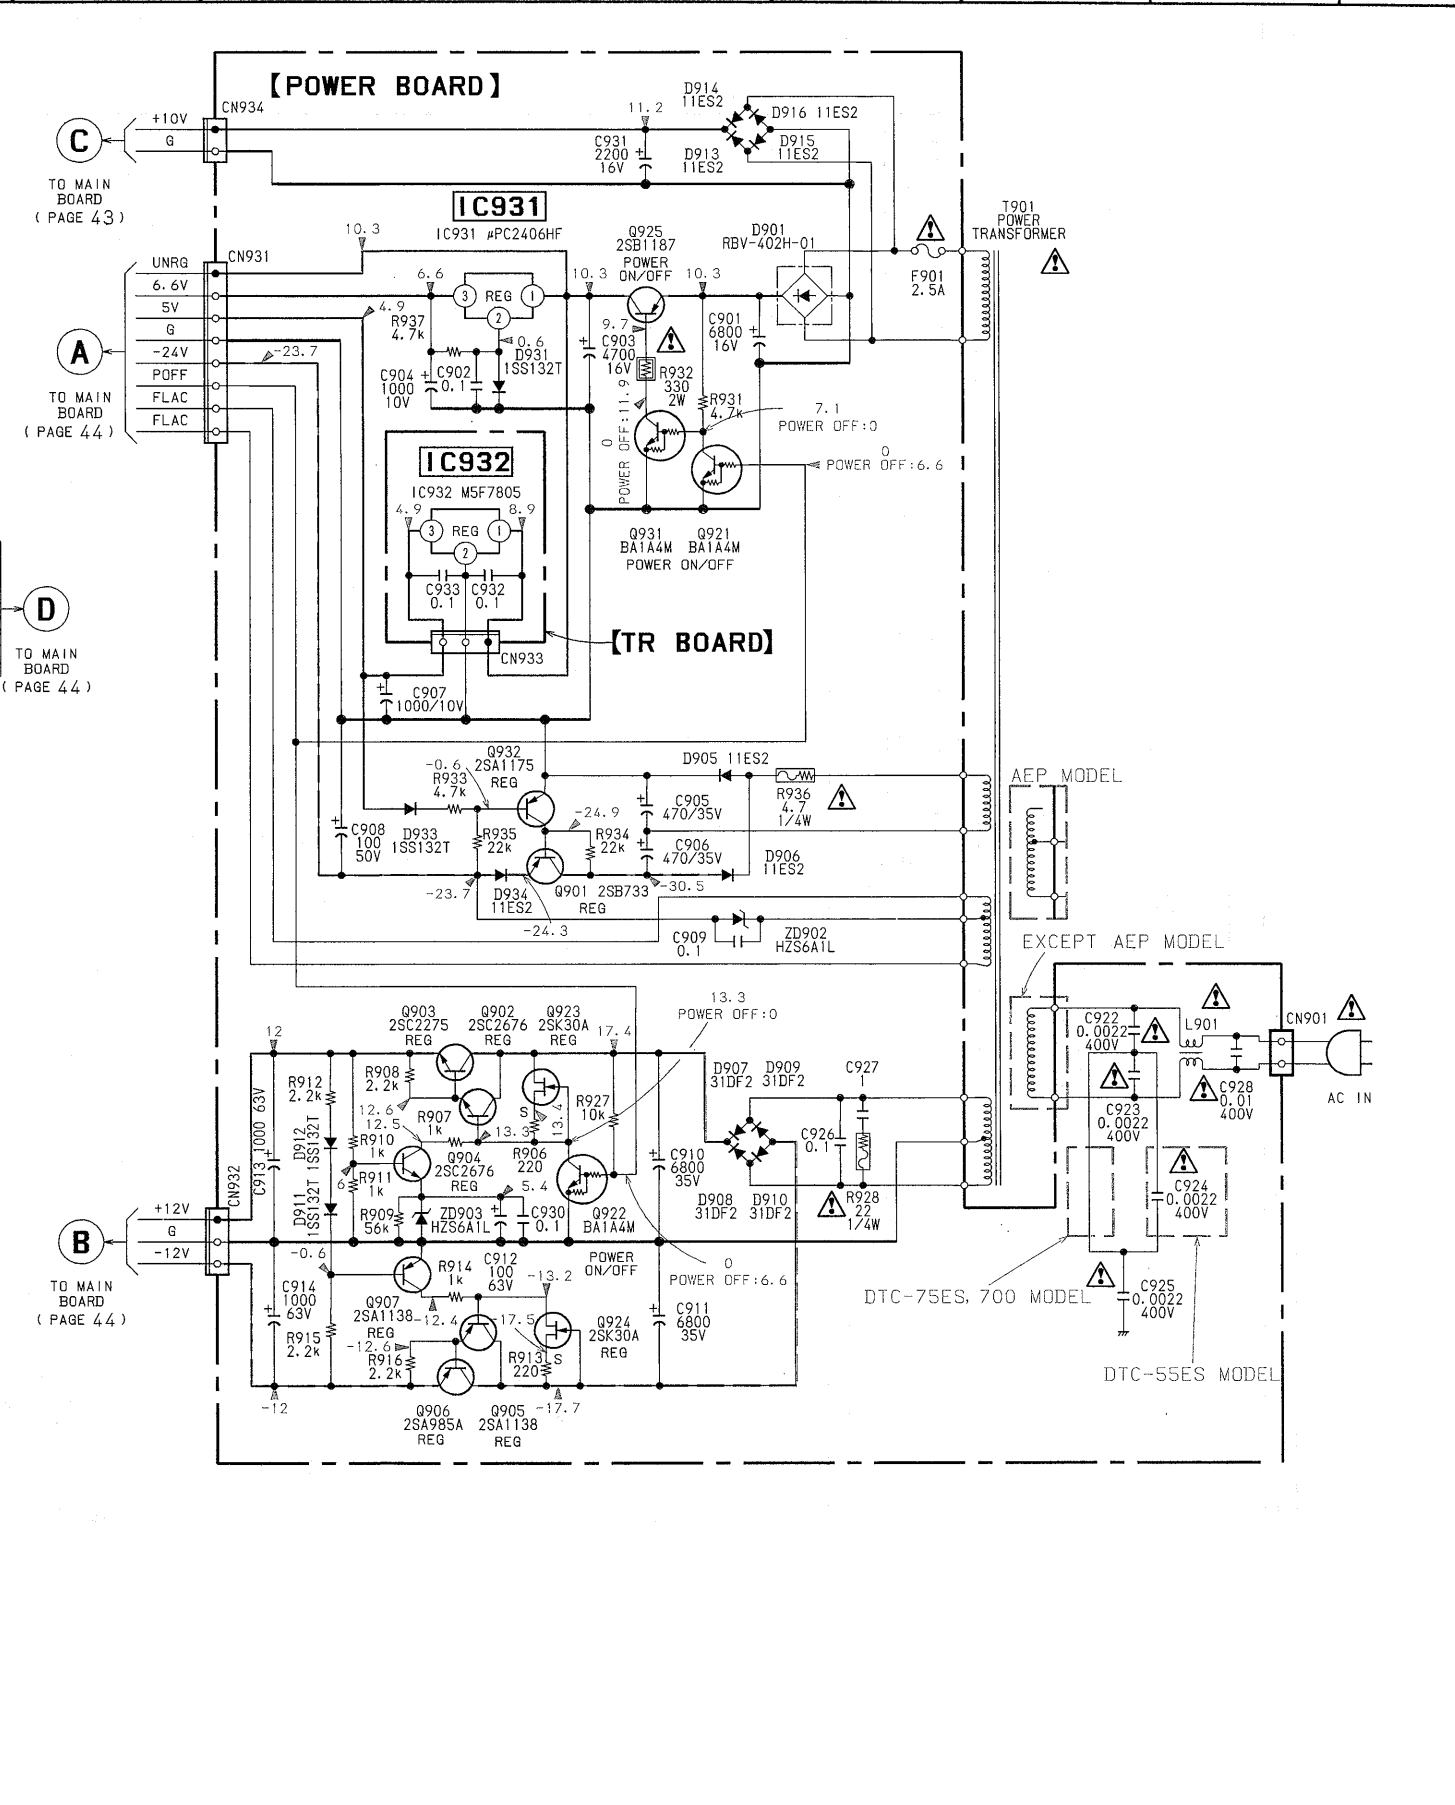 【POWER BOARD】
CN934
+10V
G
C
TO MAIN
BOARD
( PAGE 43 )
11.2
C931
2200
16V
D914
11ES2
D916 11ES2
D915
11ES2
D913
11ES2
IC931
IC931 µPC2406HF
10.3
Q925
2SB1187
POWER
ON/OFF
D901
RBV-402H-01
F901
2.5A
T901
POWER
TRANSFORMER
CN931
UNRG
6.6V
5V
G
-24V
POFF
FLAC
FLAC
A
TO MAIN
BOARD
( PAGE 44 )
6.6
3
REG
1
2
10.3
10.3
4.9
R937
4.7k
0.6
D931
1SS132T
C904
1000
10V
C902
0.1
-23.7
C903
4700
16V
9.7
R932
330
2W
C901
6800
16V
R931
4.7k
7.1
POWER OFF:0
0
POWER OFF:11.9
0
POWER OFF:6.6
Q931
BA1A4M
Q921
BA1A4M
POWER ON/OFF
IC932
IC932 M5F7805
4.9
8.9
3
REG
1
2
C933
0.1
C932
0.1
【TR BOARD】
CN933
D
TO MAIN
BOARD
( PAGE 44 )
C907
1000/10V
Q932
2SA1175
REG
-0.6
R933
4.7k
D905 11ES2
R936
4.7
1/4W
C905
470/35V
C906
470/35V
-24.9
R934
22k
R935
22k
D933
1SS132T
C908
100
50V
D906
11ES2
-23.7
D934
11ES2
Q901 2SB733
REG
-30.5
-24.3
C909
0.1
ZD902
HZS6A1L
AEP MODEL
EXCEPT AEP MODEL
13.3
POWER OFF:0
Q903
2SC2275
REG
Q902
2SC2676
REG
Q923
2SK30A
REG
17.4
12
R912
2.2k
R908
2.2k
12.6
12.5
R907
1k
S
13.4
13.3
R927
10k
R906
220
C913 1000 63V
D912 1SS132T
R910
1k
R911
1k
6
Q904
2SC2676
REG
D911 1SS132T
R909
56k
ZD903
HZS6A1L
5.4
C930
0.1
Q922
BA1A4M
POWER
ON/OFF
C912
100
63V
C910
6800
35V
D907
31DF2
D909
31DF2
D908
31DF2
D910
31DF2
C927
1
C926
0.1
R928
22
1/4W
C922
0.0022
400V
L901
CN901
C928
0.01
400V
AC IN
C923
0.0022
400V
C924
0.0022
400V
C925
0.0022
400V
DTC-75ES, 700 MODEL
DTC-55ES MODEL
CN932
+12V
G
-12V
B
TO MAIN
BOARD
( PAGE 44 )
-0.6
0
POWER OFF:6.6
C914
1000
63V
R915
2.2k
Q907
2SA1138
REG
R914
1k
-12.4
-13.2
-17.5
-12.6
R916
2.2k
R913
220
S
Q924
2SK30A
REG
C911
6800
35V
-12
Q906
2SA985A
REG
Q905
2SA1138
REG
-17.7